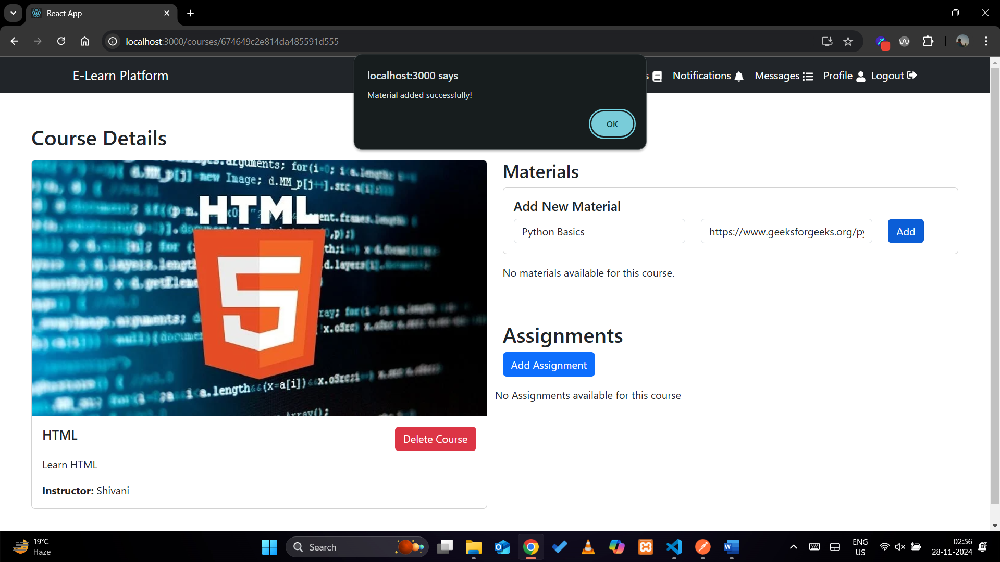 React App
localhost:3000/courses/674649c2e814da485591d555
E-Learn Platform
Notifications
Messages
Profile
Logout
localhost:3000 says
Material added successfully!
OK
Course Details
HTML
5
HTML
Delete Course
Learn HTML
Instructor: Shivani
Materials
Add New Material
Python Basics
https://www.geeksforgeeks.org/py
Add
No materials available for this course.
Assignments
Add Assignment
No Assignments available for this course
19°C
Haze
Search
ENG
US
02:56
28-11-2024